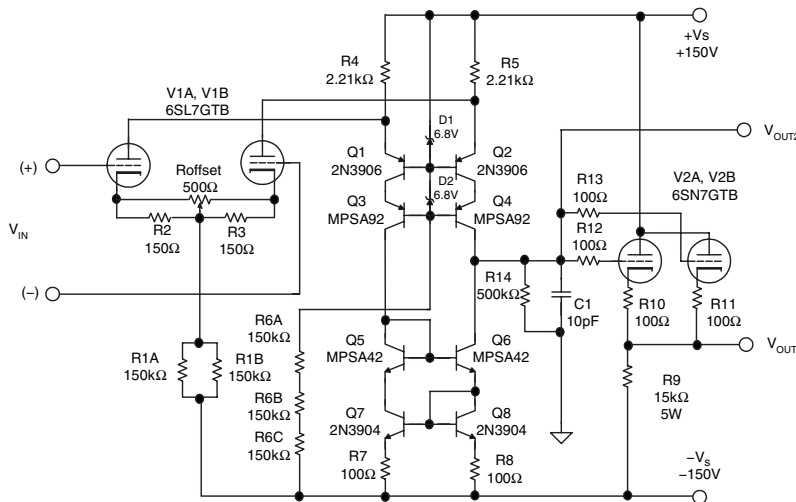 +Vs
+150V
R4
2.21kΩ
R5
2.21kΩ
V1A, V1B
6SL7GTB
D1
6.8V
VOUT2
Q1
2N3906
Q2
2N3906
(+)
Roffset
500Ω
D2
6.8V
V2A, V2B
6SN7GTB
R13
100Ω
Q3
MPSA92
Q4
MPSA92
VIN
R2
150Ω
R3
150Ω
R12
100Ω
R14
500kΩ
(−)
C1
10pF
R10
100Ω
R11
100Ω
R6A
150kΩ
VOUT
Q5
MPSA42
Q6
MPSA42
R1A
150kΩ
R1B
150kΩ
R9
15kΩ
5W
R6B
150kΩ
Q7
2N3904
Q8
2N3904
R6C
150kΩ
R7
100Ω
R8
100Ω
−Vs
−150V